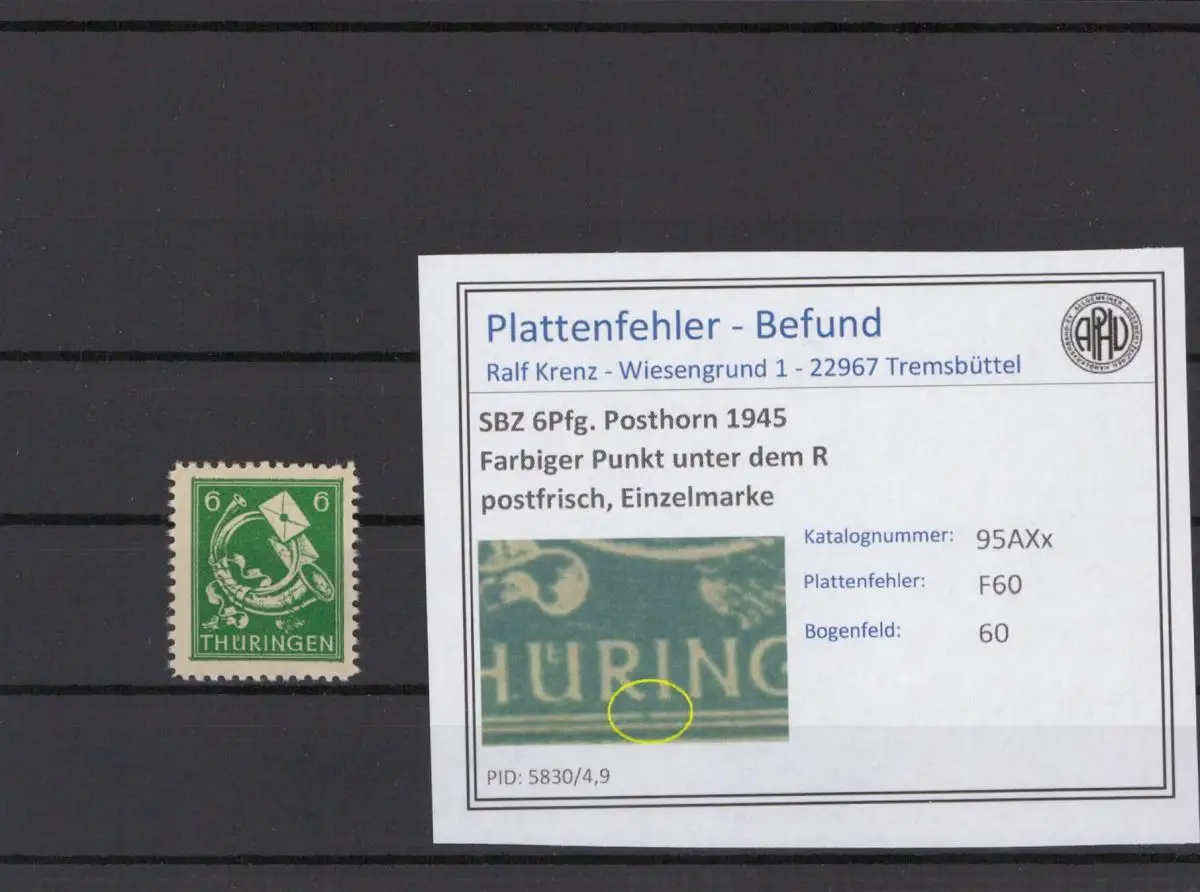 6 6
THÜRINGEN
Plattenfehler - Befund
Ralf Krenz - Wiesengrund 1 - 22967 Tremsbüttel
APHV
SBZ 6Pfg. Posthorn 1945
Farbiger Punkt unter dem R
postfrisch, Einzelmarke
HÜRING
Katalognummer: 95AXx
Plattenfehler: F60
Bogenfeld: 60
PID: 5830/4,9